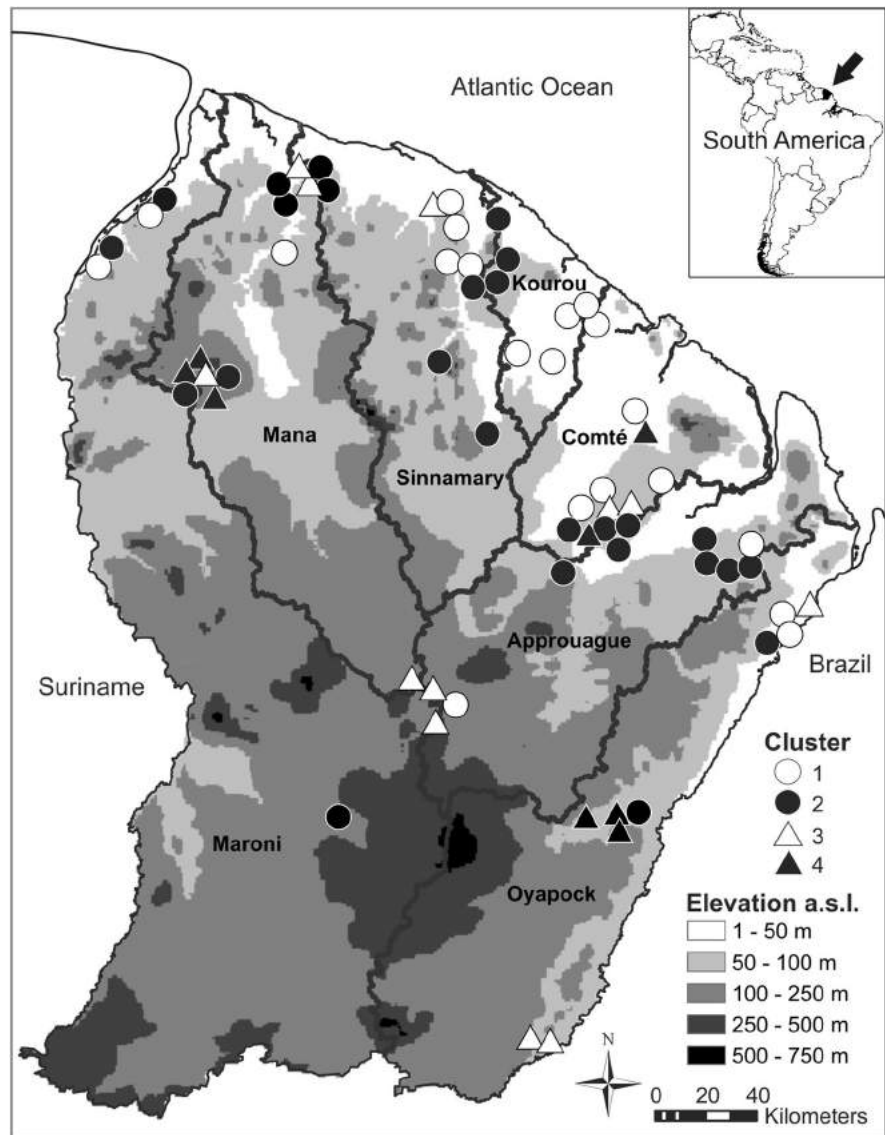 Atlantic Ocean
South America
Kourou
Mana
Comté
Sinnamary
Approuague
Suriname
Brazil
Maroni
Oyapock
Cluster
1
2
3
4
Elevation a.s.l.
1 - 50 m
50 - 100 m
100 - 250 m
250 - 500 m
500 - 750 m
N
0 20 40
Kilometers